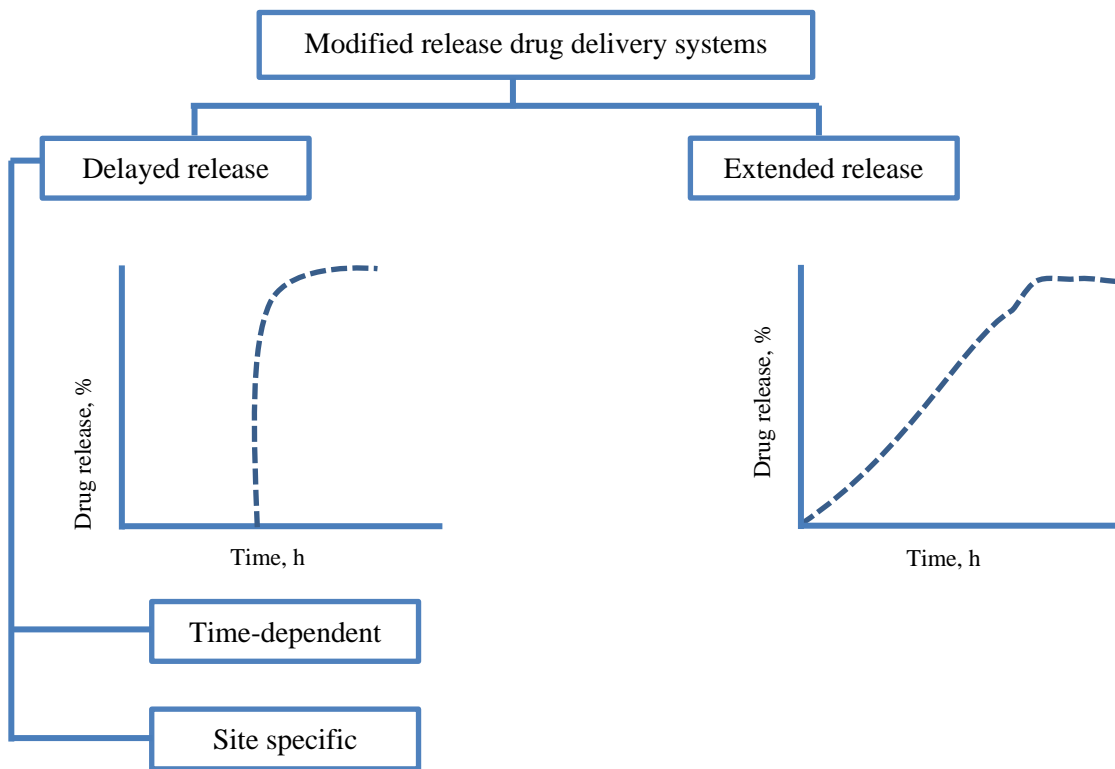 Modified release drug delivery systems
Delayed release
Extended release
Drug release, %
Time, h
Drug release, %
Time, h
Time-dependent
Site specific